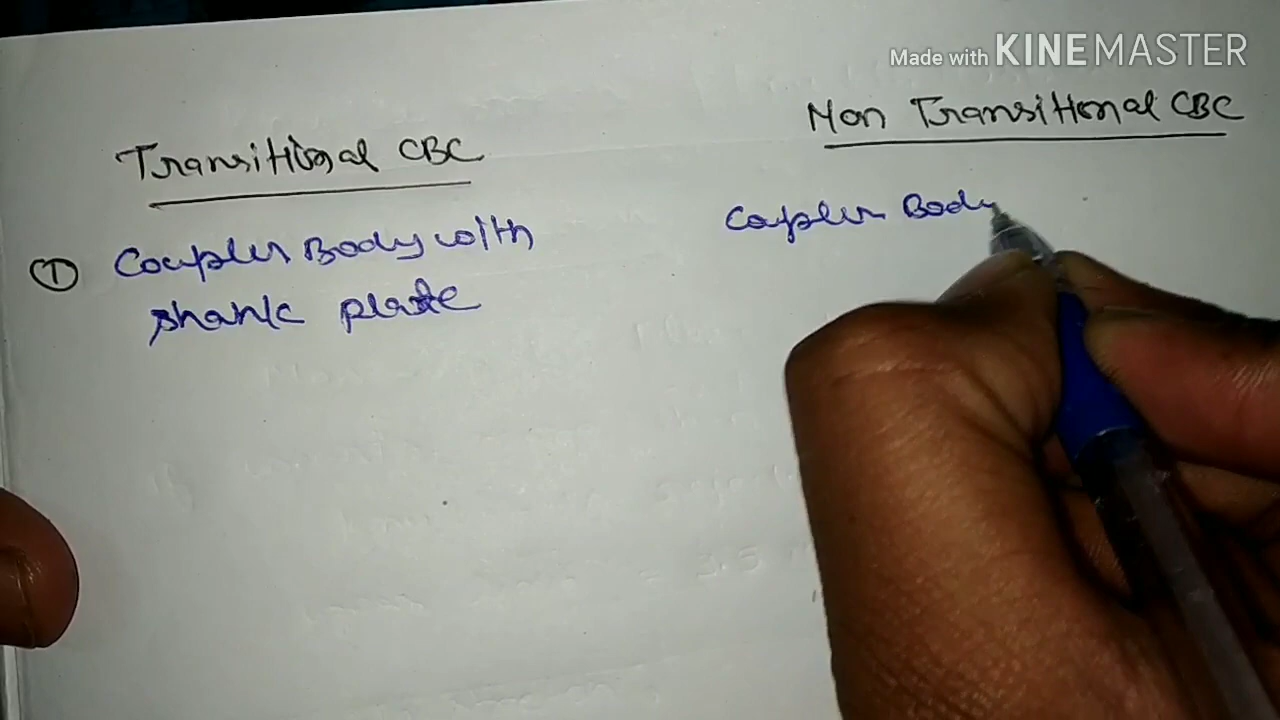 Made with KINEMASTER
Transitional CBC
Non Transitional CBC
① Coupler Body with
shank plate
Coupler Body